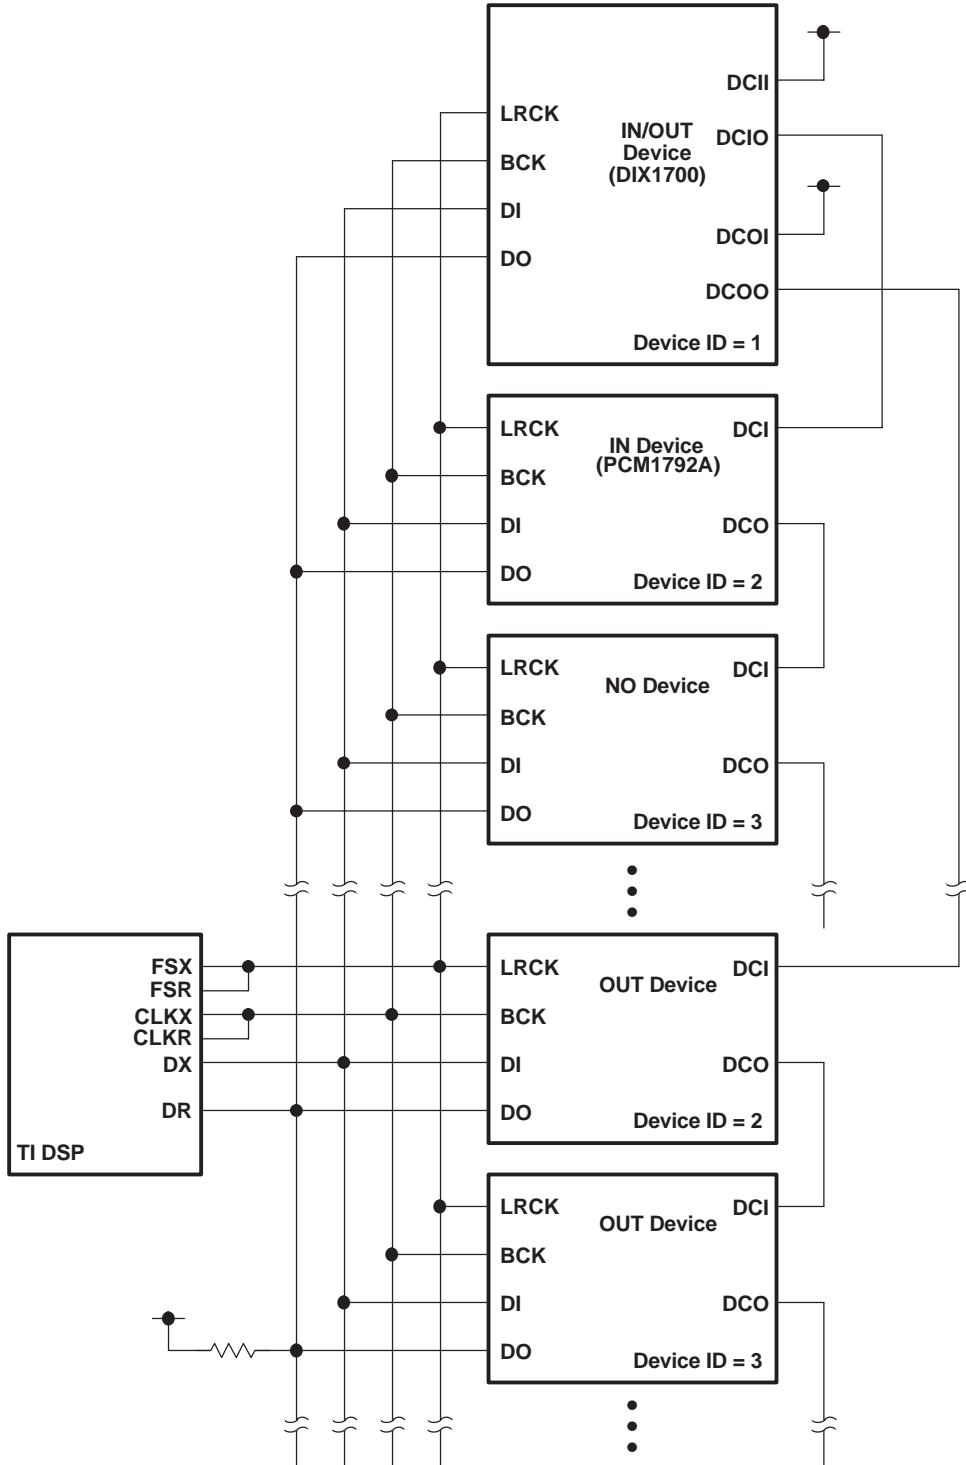 DCII
LRCK
IN/OUT
Device
(DIX1700)
DCIO
BCK
DI
DCOI
DO
DCOO
Device ID = 1
LRCK
IN Device
(PCM1792A)
DCI
BCK
DI
DCO
DO
Device ID = 2
LRCK
NO Device
DCI
BCK
DI
DCO
DO
Device ID = 3
FSX
FSR
CLKX
CLKR
DX
DR
TI DSP
LRCK
OUT Device
DCI
BCK
DI
DCO
DO
Device ID = 2
LRCK
OUT Device
DCI
BCK
DI
DCO
DO
Device ID = 3